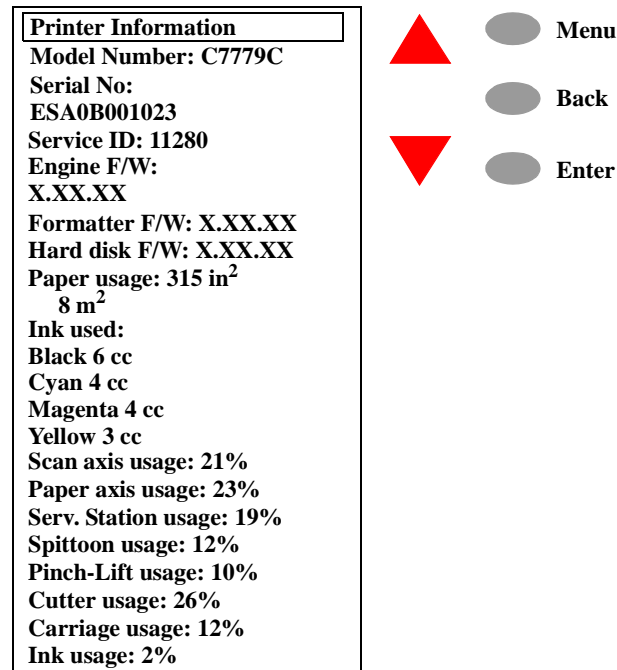 Printer Information
Model Number: C7779C
Serial No:
ESA0B001023
Service ID: 11280
Engine F/W:
X.XX.XX
Formatter F/W: X.XX.XX
Hard disk F/W: X.XX.XX
Paper usage: 315 in²
8 m²
Ink used:
Black 6 cc
Cyan 4 cc
Magenta 4 cc
Yellow 3 cc
Scan axis usage: 21%
Paper axis usage: 23%
Serv. Station usage: 19%
Spittoon usage: 12%
Pinch-Lift usage: 10%
Cutter usage: 26%
Carriage usage: 12%
Ink usage: 2%
Menu
Back
Enter